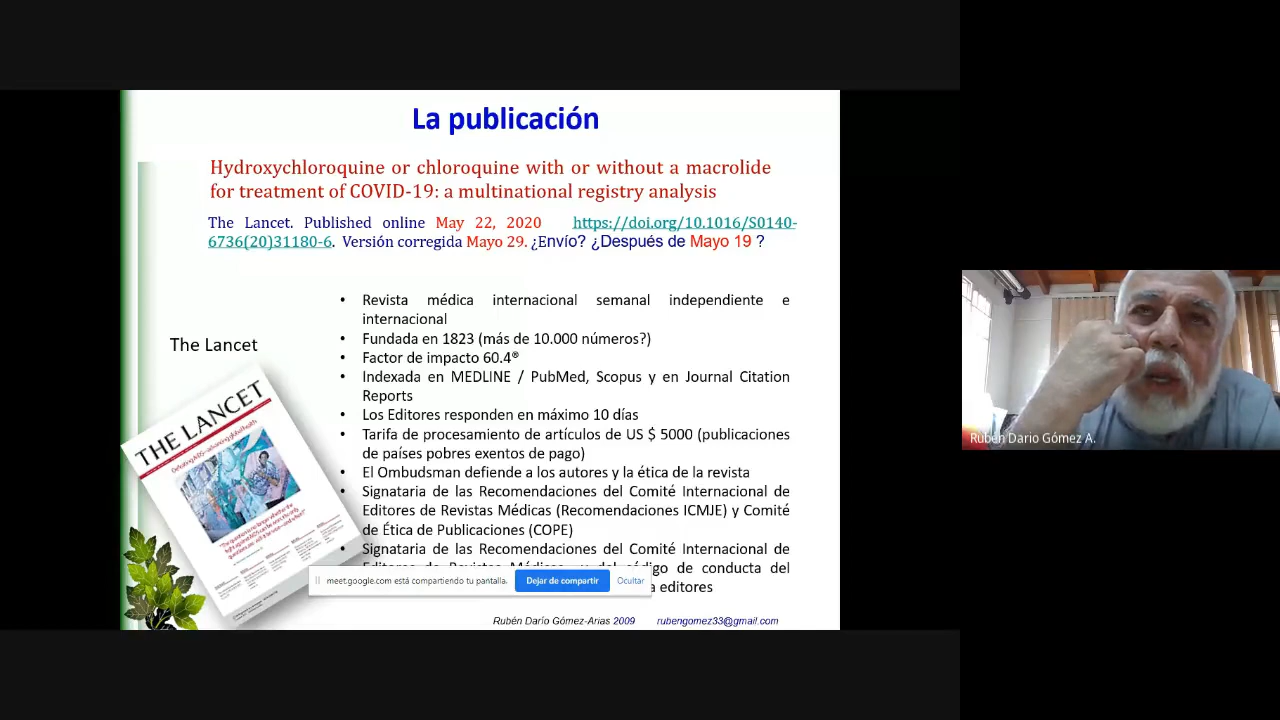 La publicación
Hydroxychloroquine or chloroquine with or without a macrolide
for treatment of COVID-19: a multinational registry analysis
The Lancet. Published online May 22, 2020 https://doi.org/10.1016/S0140-
6736(20)31180-6. Versión corregida Mayo 29. ¿Envío? ¿Después de Mayo 19 ?
• Revista médica internacional semanal independiente e
internacional
• Fundada en 1823 (más de 10.000 números?)
• Factor de impacto 60.4®
• Indexada en MEDLINE / PubMed, Scopus y en Journal Citation
Reports
• Los Editores responden en máximo 10 días
• Tarifa de procesamiento de artículos de US $ 5000 (publicaciones
de países pobres exentos de pago)
• El Ombudsman defiende a los autores y la ética de la revista
• Signataria de las Recomendaciones del Comité Internacional de
Editores de Revistas Médicas (Recomendaciones ICMJE) y Comité
de Ética de Publicaciones (COPE)
• Signataria de las Recomendaciones del Comité Internacional de
de conducta del
editores
The Lancet
THE LANCET
meet.google.com está compartiendo tu pantalla.
Dejar de compartir
Ocultar
Rubén Darío Gómez-Arias 2009 rubengomez33@gmail.com
Rubén Dario Gómez A.